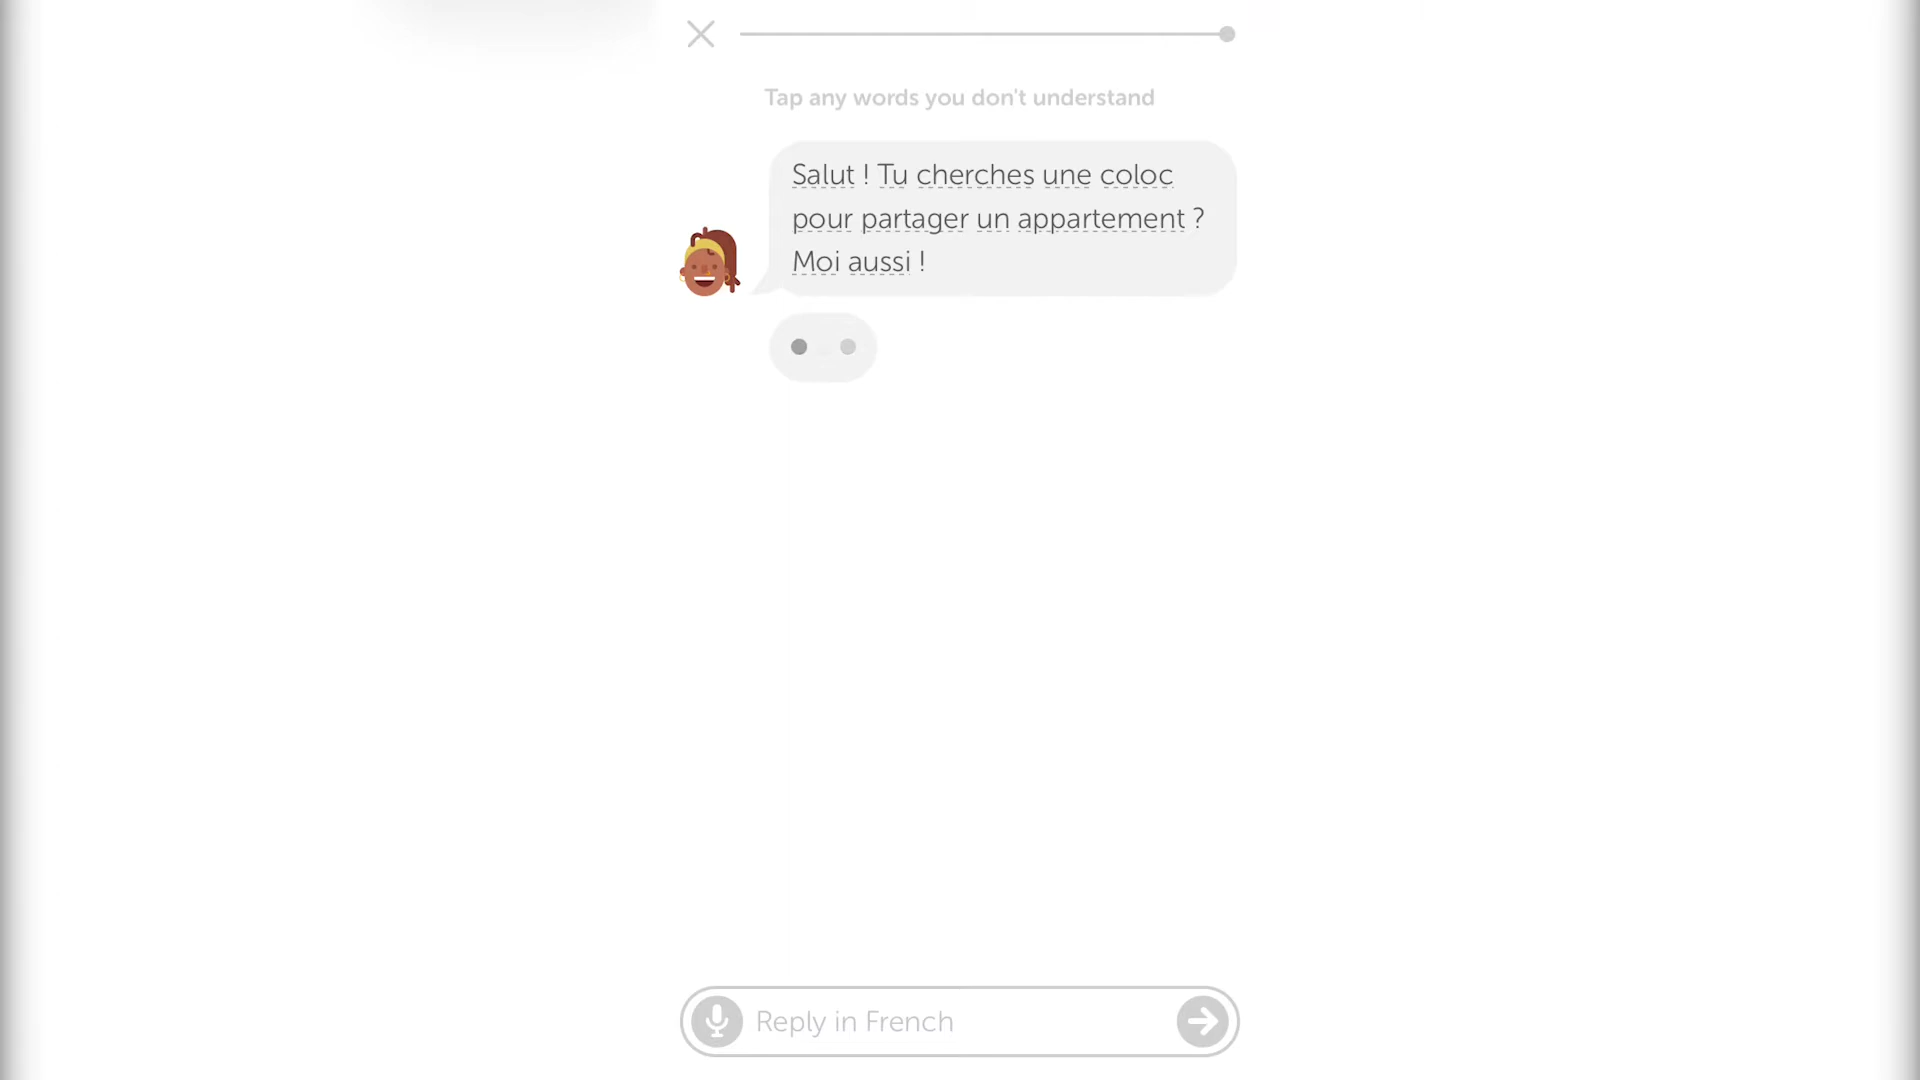 Tap any words you don't understand
Salut ! Tu cherches une coloc
pour partager un appartement ?
Moi aussi !
Reply in French